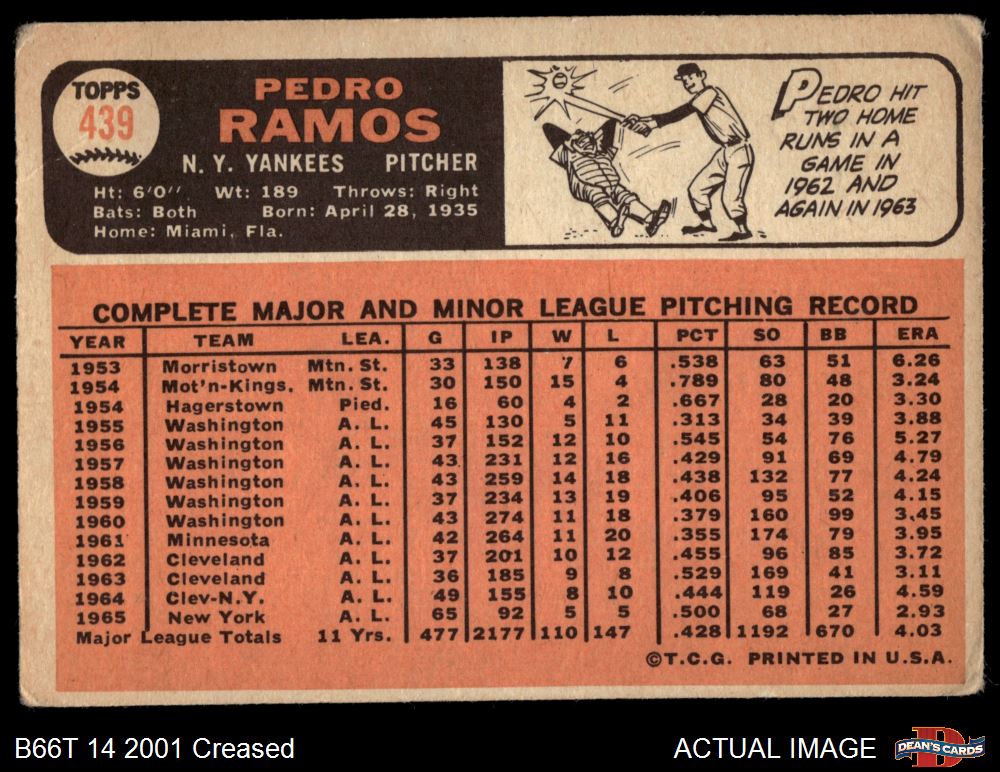 TOPPS
439
PEDRO
RAMOS
N. Y. YANKEES PITCHER
Ht: 6'0" Wt: 189 Throws: Right
Bats: Both Born: April 28, 1935
Home: Miami, Fla.
PEDRO HIT
TWO HOME
RUNS IN A
GAME IN
1962 AND
AGAIN IN 1963
COMPLETE MAJOR AND MINOR LEAGUE PITCHING RECORD
YEAR TEAM LEA. G IP W L PCT SO BB ERA
1953 Morristown Mtn. St. 33 138 7 6 .538 63 51 6.26
1954 Mot'n-Kings. Mtn. St. 30 150 15 4 .789 80 48 3.24
1954 Hagerstown Pied. 16 60 4 2 .667 28 20 3.30
1955 Washington A. L. 45 130 5 11 .313 34 39 3.88
1956 Washington A. L. 37 152 12 10 .545 54 76 5.27
1957 Washington A. L. 43 231 12 16 .429 91 69 4.79
1958 Washington A. L. 43 259 14 18 .438 132 77 4.24
1959 Washington A. L. 37 234 13 19 .406 95 52 4.15
1960 Washington A. L. 43 274 11 18 .379 160 99 3.45
1961 Minnesota A. L. 42 264 11 20 .355 174 79 3.95
1962 Cleveland A. L. 37 201 10 12 .455 96 85 3.72
1963 Cleveland A. L. 36 185 9 8 .529 169 41 3.11
1964 Clev-N.Y. A. L. 49 155 8 10 .444 119 26 4.59
1965 New York A. L. 65 92 5 5 .500 68 27 2.93
Major League Totals 11 Yrs. 477 2177 110 147 .428 1192 670 4.03
©T.C.G. PRINTED IN U.S.A.
B66T 14 2001 Creased
ACTUAL IMAGE
DEAN'S CARDS